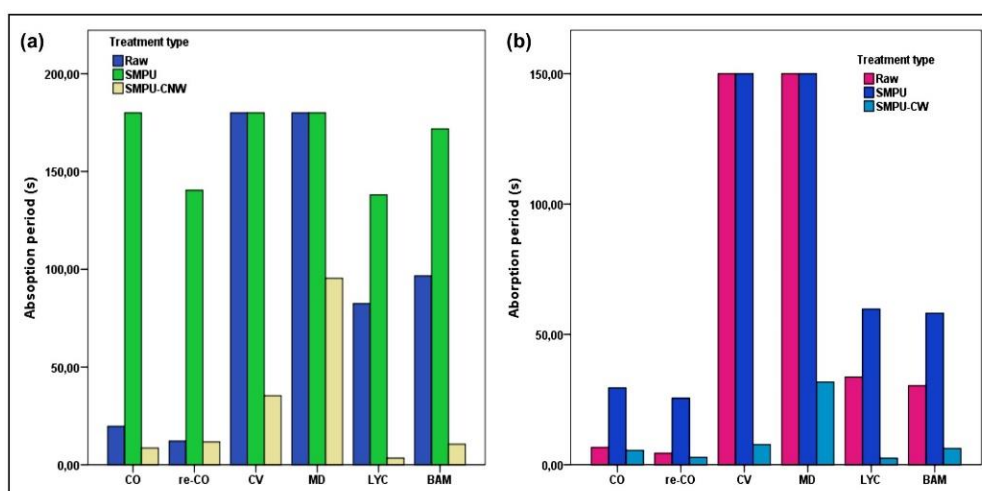 (a)
Treatment type
Raw
SMPU
SMPU-CNW
200,00
150,00
100,00
50,00
0,00
Absoption period (s)
CO re-CO CV MD LYC BAM
(b)
Treatment type
Raw
SMPU
SMPU-CW
150,00
100,00
50,00
0,00
Aborption period (s)
CO re-CO CV MD LYC BAM